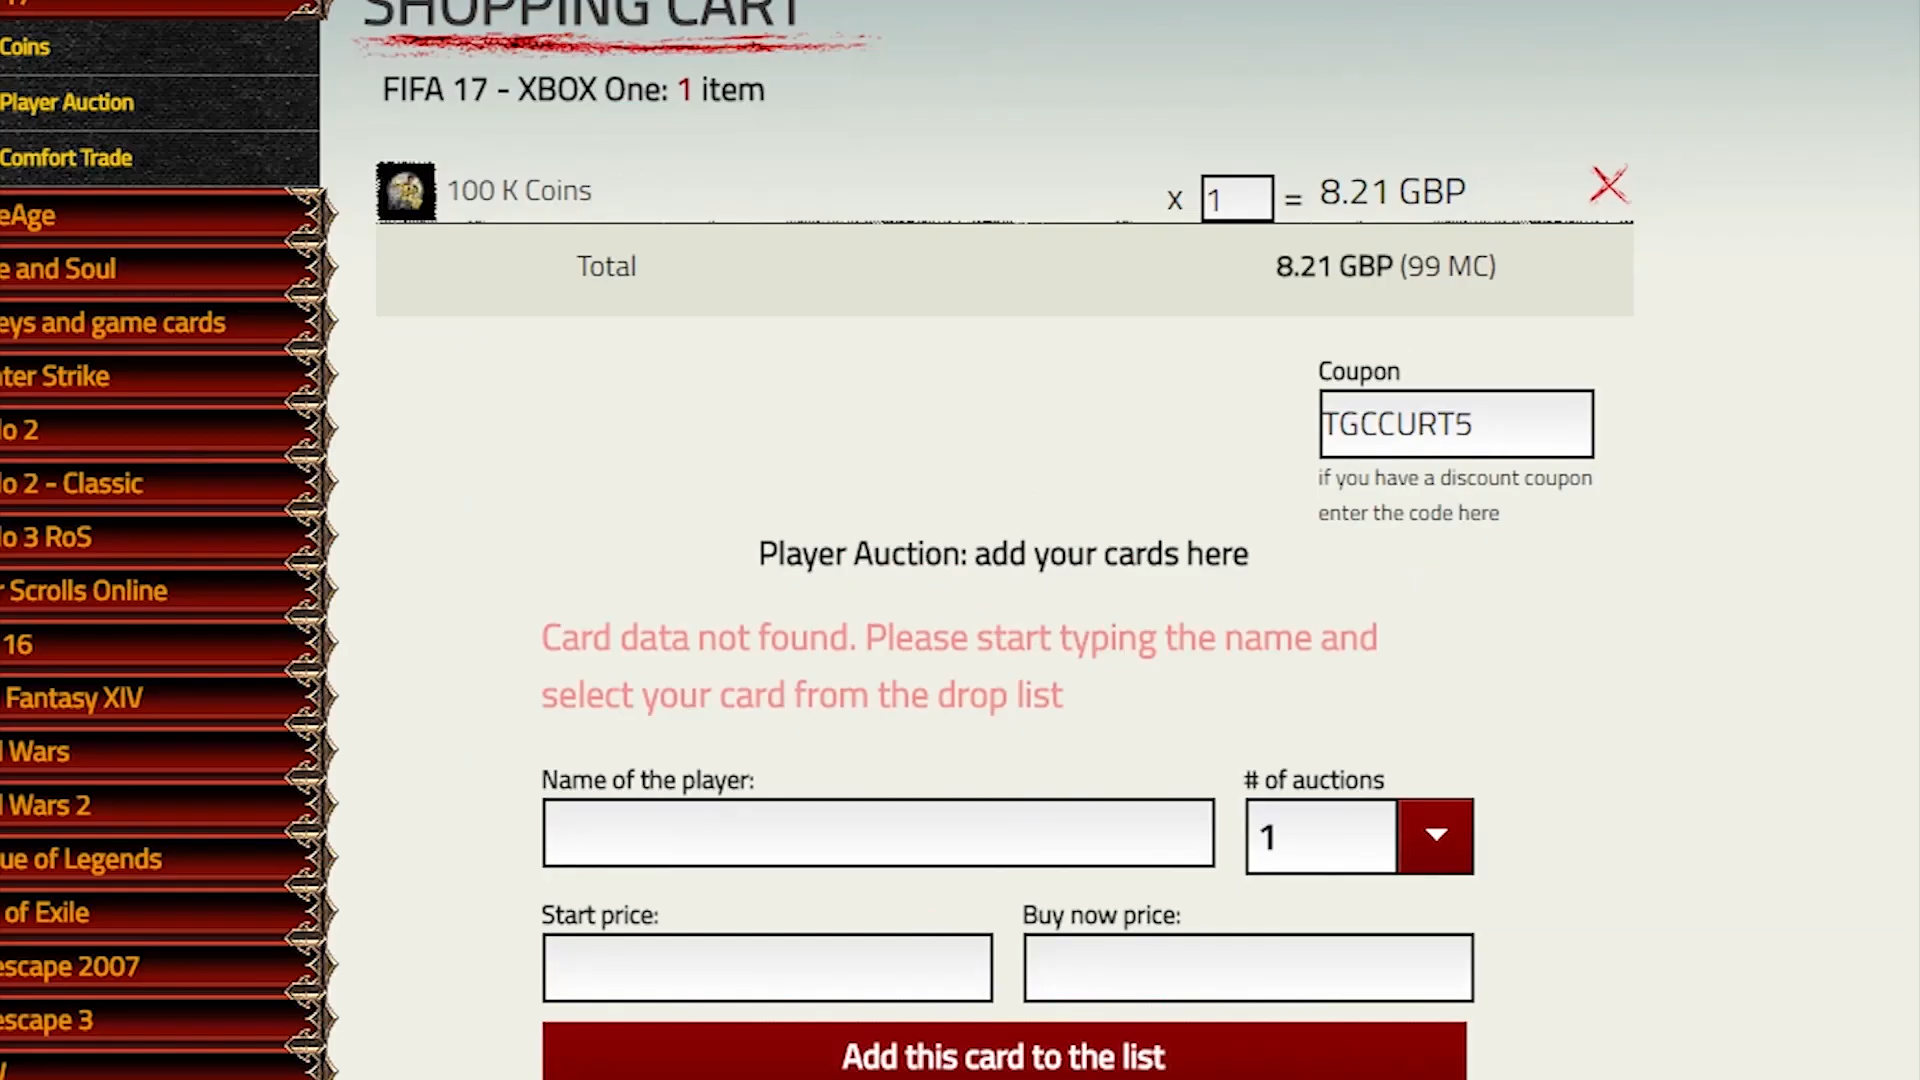 SHOPPING CART
Coins
FIFA 17 - XBOX One: 1 item
Player Auction
Comfort Trade
100 K Coins x 1 = 8.21 GBP
eAge
Total 8.21 GBP (99 MC)
e and Soul
eys and game cards
Coupon
nter Strike
TGCCURT5
lo 2
if you have a discount coupon
lo 2 - Classic
enter the code here
lo 3 RoS
Player Auction: add your cards here
r Scrolls Online
Card data not found. Please start typing the name and
16
select your card from the drop list
Fantasy XIV
d Wars
Name of the player: # of auctions
d Wars 2
1
ue of Legends
of Exile
Start price: Buy now price:
escape 2007
escape 3
Add this card to the list